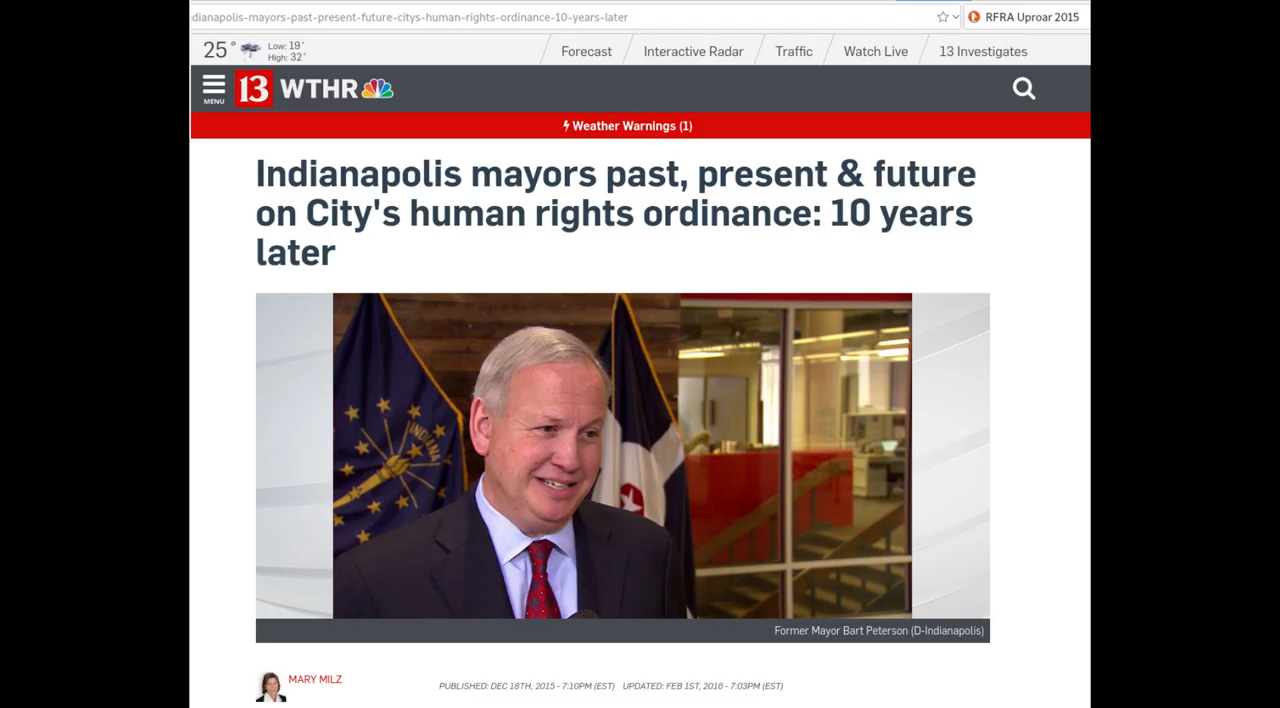 dianapolis-mayors-past-present-future-citys-human-rights-ordinance-10-years-later
RFRA Uproar 2015
25°
Low: 19°
High: 32°
Forecast
Interactive Radar
Traffic
Watch Live
13 Investigates
MENU
13 WTHR
Weather Warnings (1)
Indianapolis mayors past, present & future
on City's human rights ordinance: 10 years
later
INDIANA
Former Mayor Bart Peterson (D-Indianapolis)
MARY MILZ
PUBLISHED: DEC 18TH, 2015 - 7:10PM (EST) UPDATED: FEB 1ST, 2016 - 7:03PM (EST)